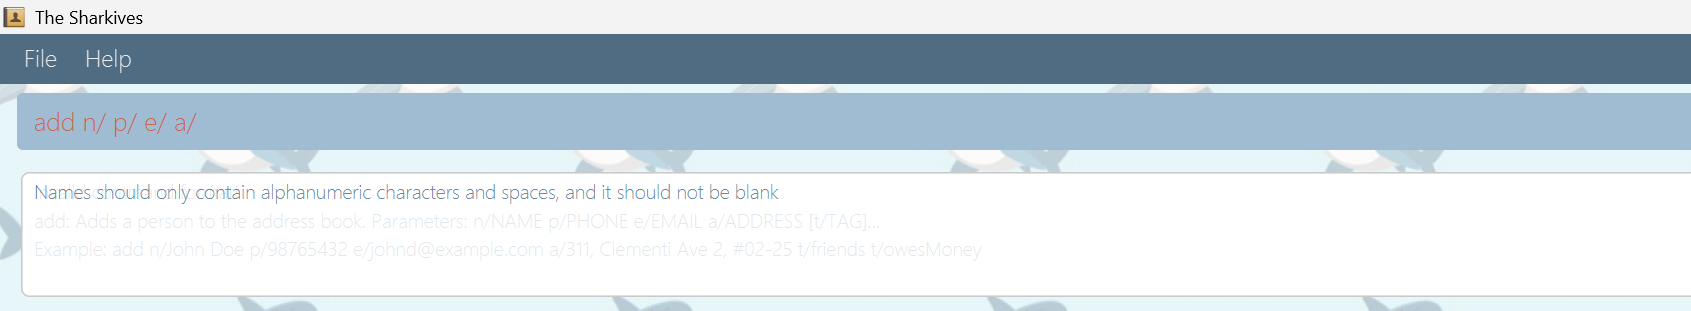 The Sharkives
File Help
add n/ p/ e/ a/
Names should only contain alphanumeric characters and spaces, and it should not be blank
add: Adds a person to the address book. Parameters: n/NAME p/PHONE e/EMAIL a/ADDRESS [t/TAG]...
Example: add n/John Doe p/98765432 e/johnd@example.com a/311, Clementi Ave 2, #02-25 t/friends t/owesMoney